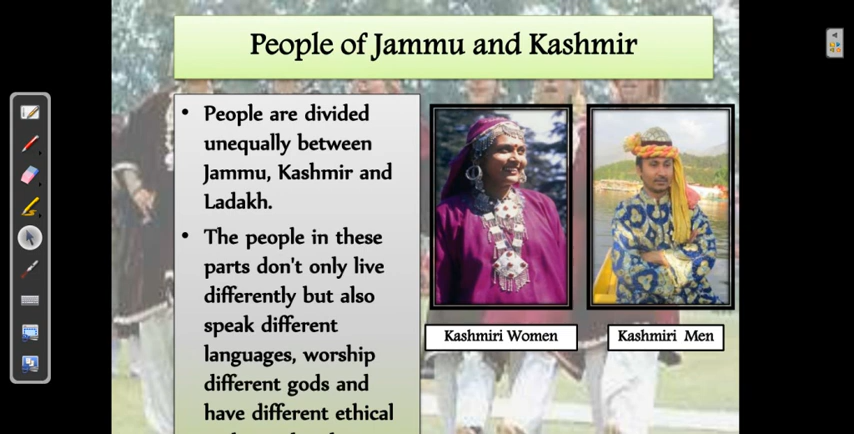 People of Jammu and Kashmir
• People are divided
unequally between
Jammu, Kashmir and
Ladakh.
• The people in these
parts don't only live
differently but also
speak different
languages, worship
different gods and
have different ethical
Kashmiri Women
Kashmiri Men